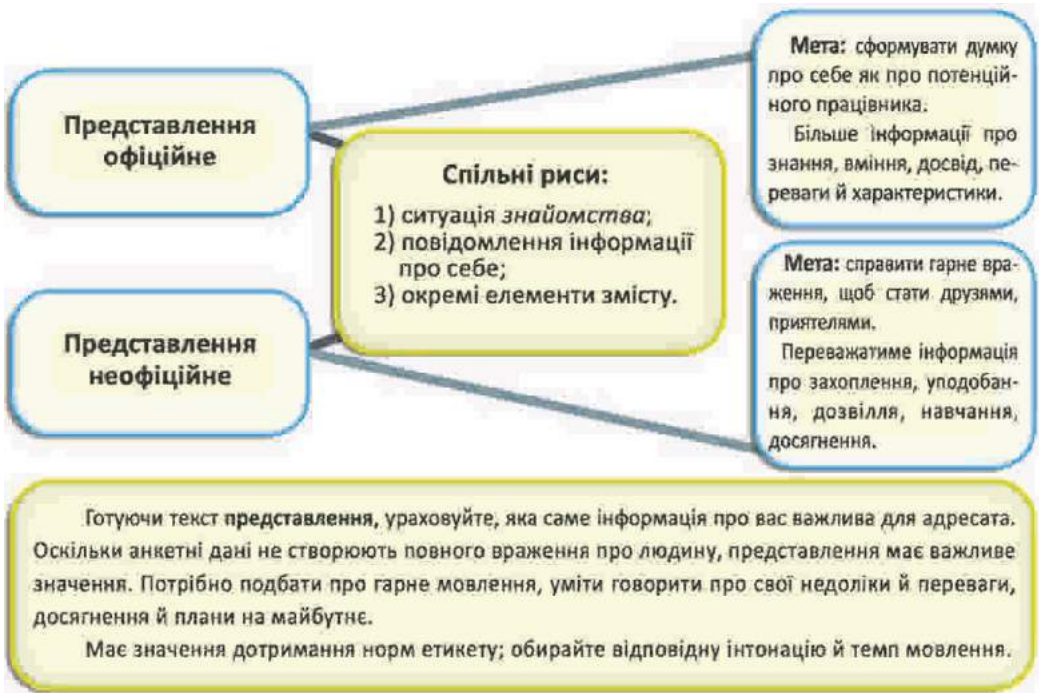 Представлення
офіційне
Мета: сформувати думку
про себе як про потенцій-
ного працівника.
Більше інформації про
знання, вміння, досвід, пе-
реваги й характеристики.
Спільні риси:
1) ситуація знайомства;
2) повідомлення інформації
про себе;
3) окремі елементи змісту.
Представлення
неофіційне
Мета: справити гарне вра-
ження, щоб стати друзями,
приятелями.
Переважатиме інформація
про захоплення, уподобан-
ня, дозвілля, навчання,
досягнення.
Готуючи текст представлення, ураховуйте, яка саме інформація про вас важлива для адресата.
Оскільки анкетні дані не створюють повного враження про людину, представлення має важливе
значення. Потрібно подбати про гарне мовлення, уміти говорити про свої недоліки й переваги,
досягнення й плани на майбутнє.
Має значення дотримання норм етикету; обирайте відповідну інтонацію й темп мовлення.